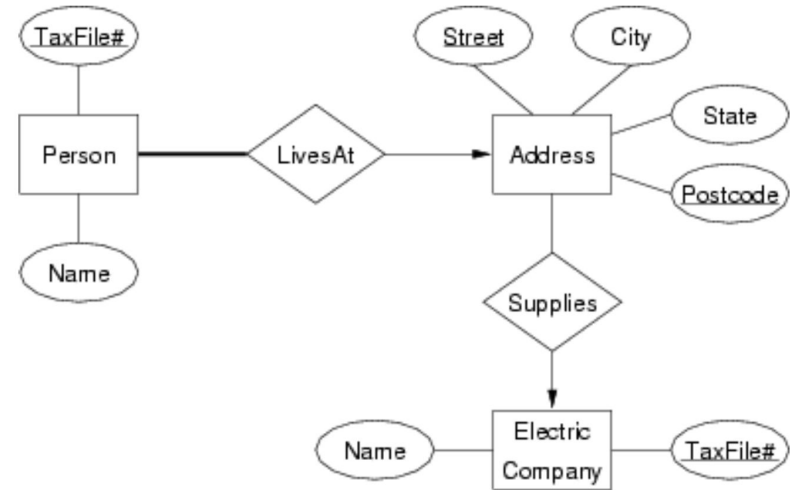 TaxFile#
Street
City
State
Person
LivesAt
Address
Postcode
Name
Supplies
Electric
Company
Name
TaxFile#